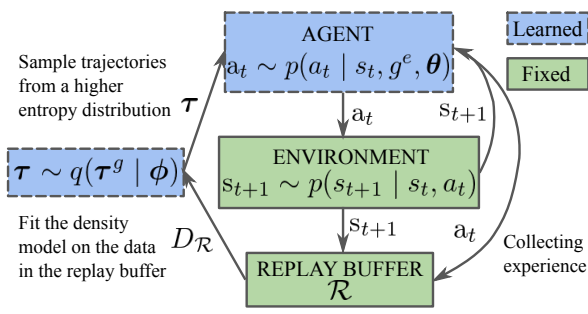 Sample trajectories
from a higher
entropy distribution
τ
AGENT
a_t ∼ p(a_t | s_t, g^e, θ)
Learned
Fixed
a_t
s_{t+1}
τ ∼ q(τ^g | ϕ)
ENVIRONMENT
s_{t+1} ∼ p(s_{t+1} | s_t, a_t)
Fit the density
model on the data
in the replay buffer
D_ℛ
s_{t+1}
a_t
Collecting
experience
REPLAY BUFFER
ℛ